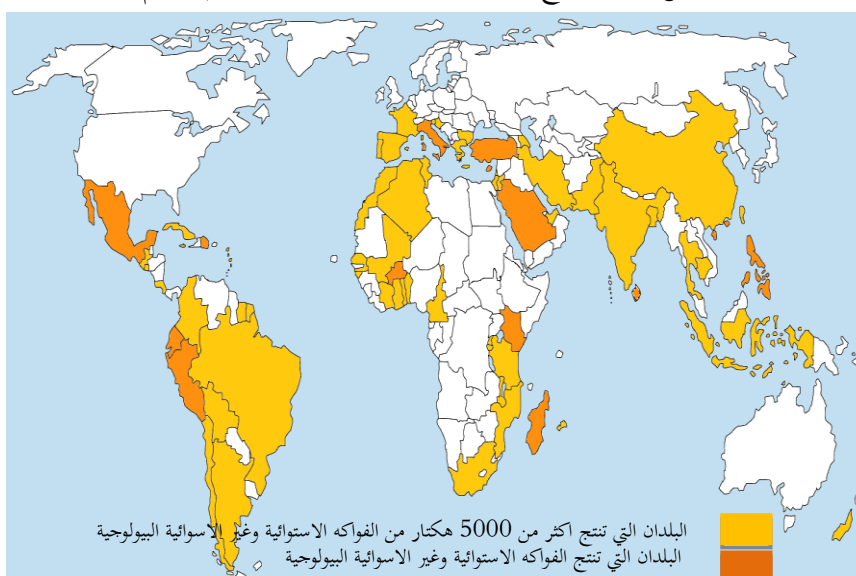 البلدان التي تنتج اكثر من 5000 هكتار من الفواكه الاستوائية وغير الاسوائية البيولوجية
البلدان التي تنتج الفواكه الاستوائية وغير الاسوائية البيولوجية